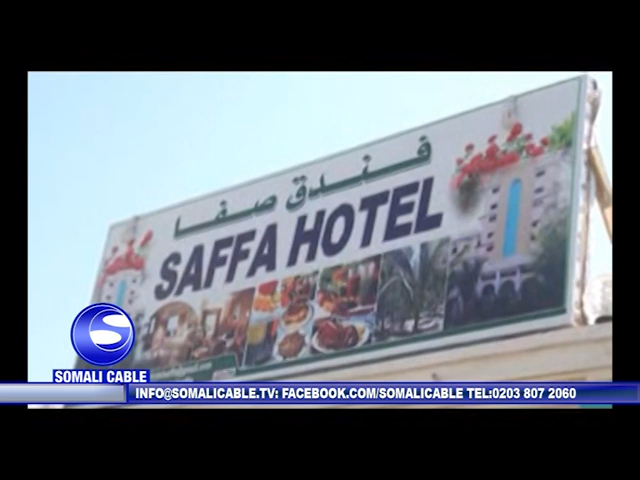 فندق صفا
SAFFA HOTEL
SOMALI CABLE
INFO@SOMALICABLE.TV: FACEBOOK.COM/SOMALICABLE TEL:0203 807 2060